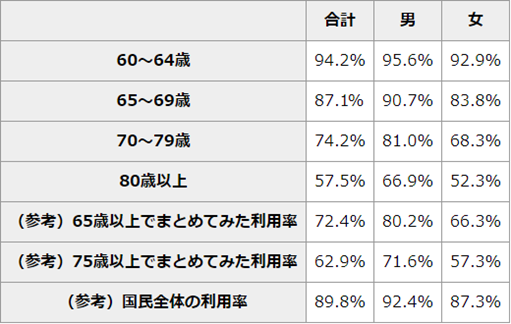 合計 男 女
60～64歳 94.2% 95.6% 92.9%
65～69歳 87.1% 90.7% 83.8%
70～79歳 74.2% 81.0% 68.3%
80歳以上 57.5% 66.9% 52.3%
（参考）65歳以上でまとめてみた利用率 72.4% 80.2% 66.3%
（参考）75歳以上でまとめてみた利用率 62.9% 71.6% 57.3%
（参考）国民全体の利用率 89.8% 92.4% 87.3%